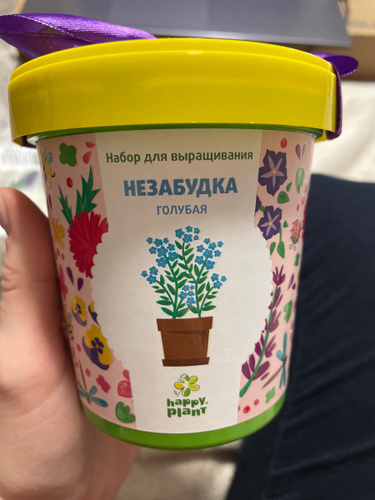 Набор для выращивания
НЕЗАБУДКА
ГОЛУБАЯ
happy
plant